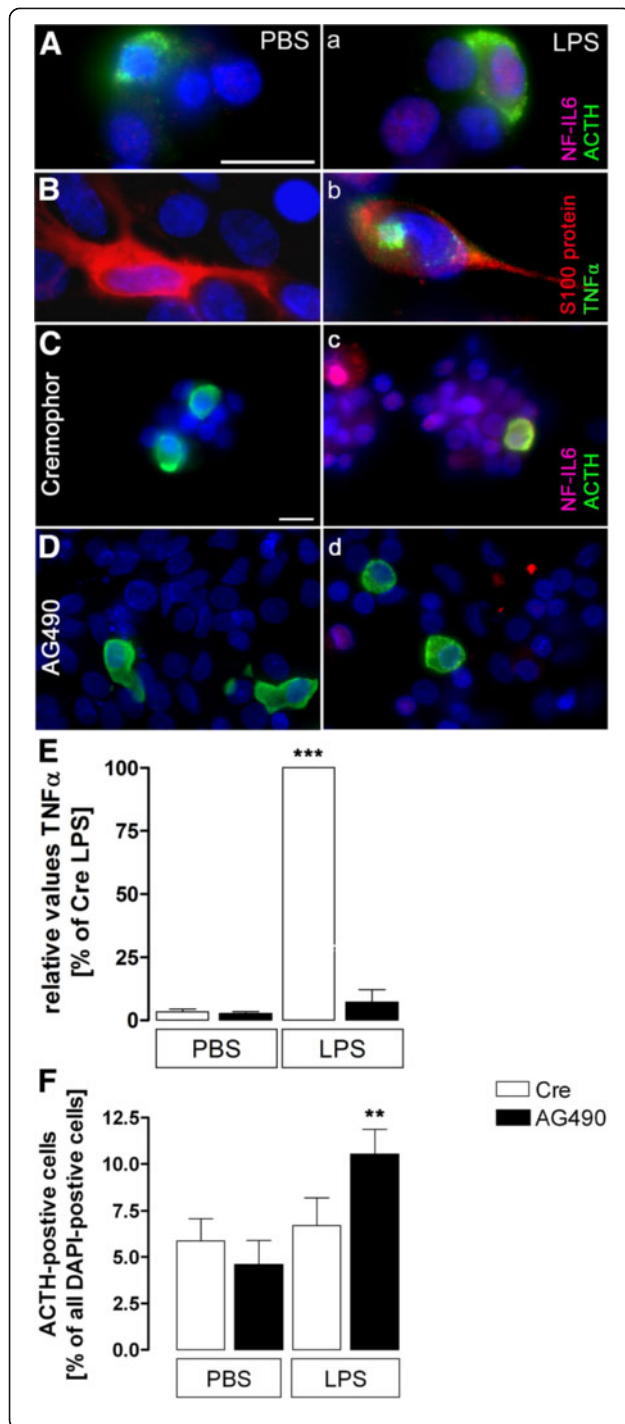 A PBS
a LPS
NF-IL6
ACTH
B
b
S100 protein
TNFα
C
c
Cremophor
NF-IL6
ACTH
D
d
AG490
E
***
relative values TNFα
[% of Cre LPS]
100
75
50
25
0
PBS LPS
F
Cre
AG490
**
ACTH-postive cells
[% of all DAPI-postive cells]
12.5
10.0
7.5
5.0
2.5
0.0
PBS LPS